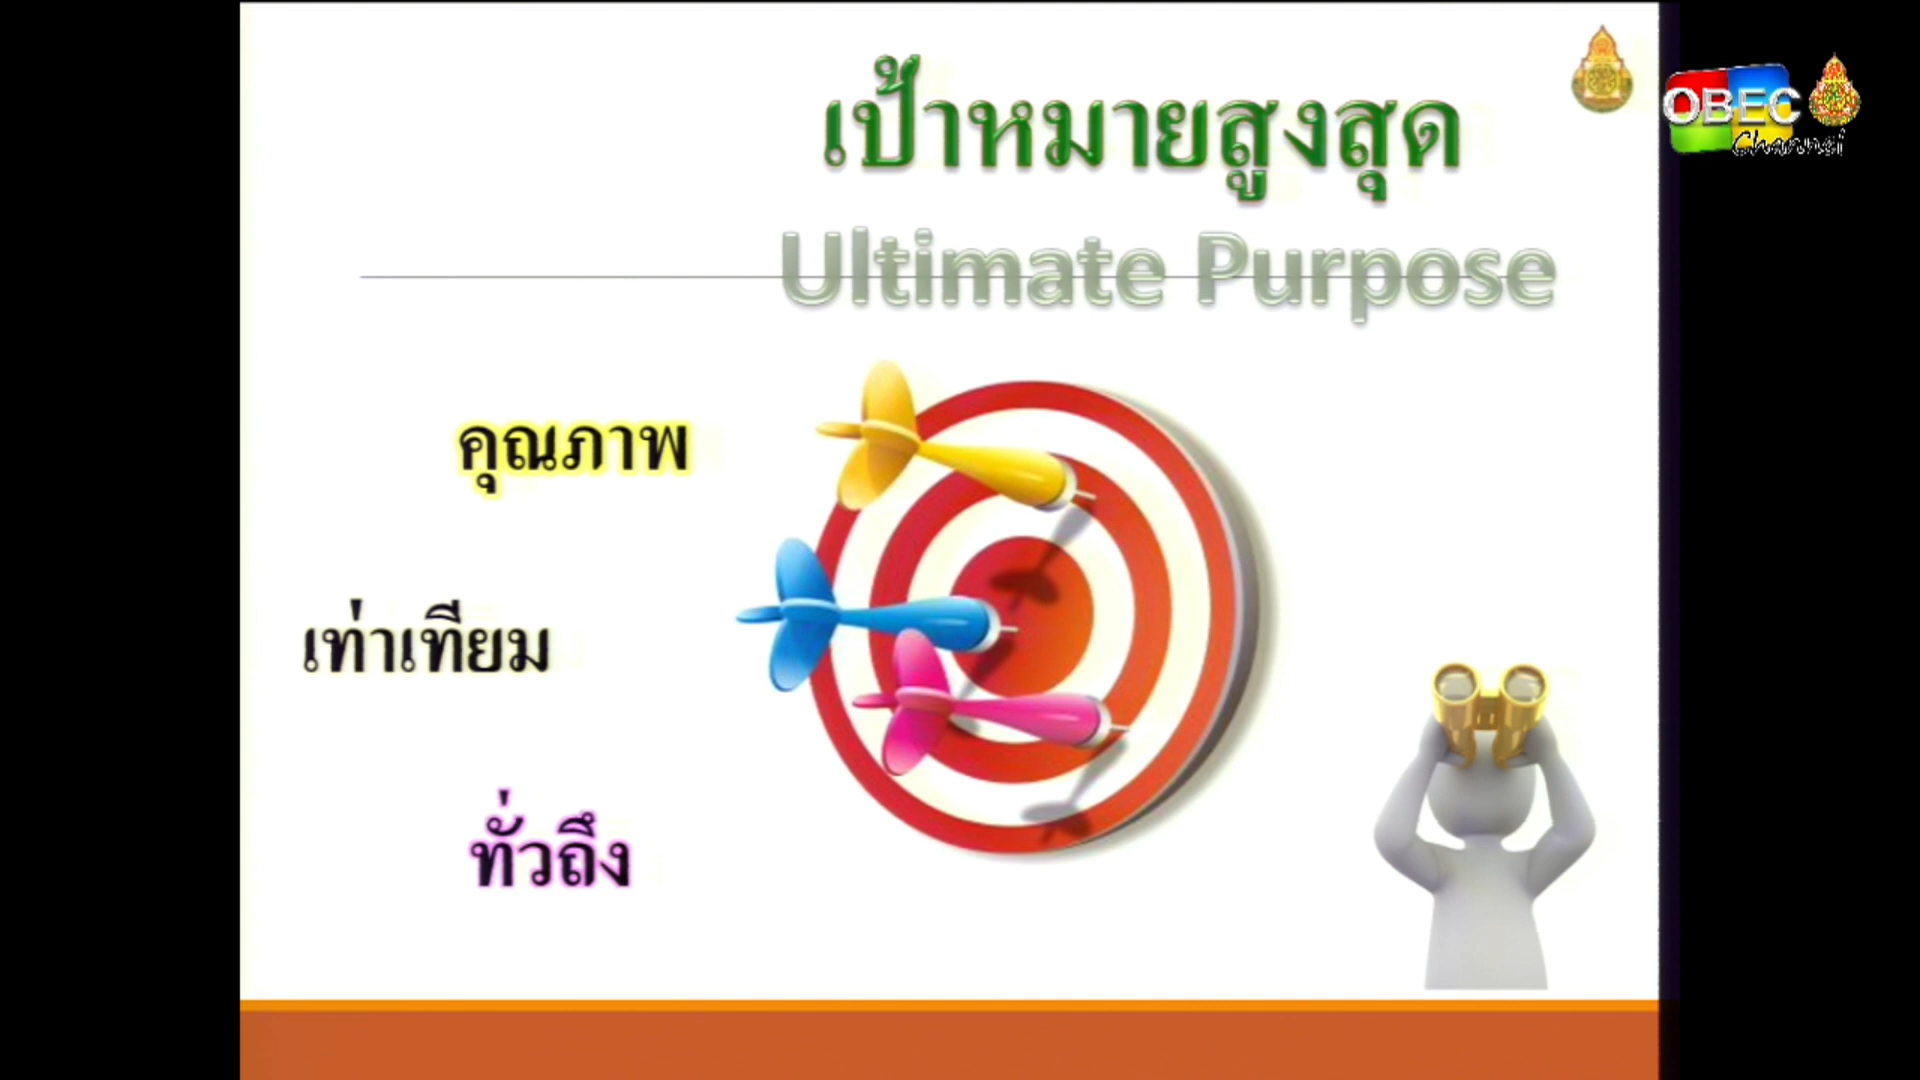 เป้าหมายสูงสุด
Ultimate Purpose
OBEC
Channel
คุณภาพ
เท่าเทียม
ทั่วถึง